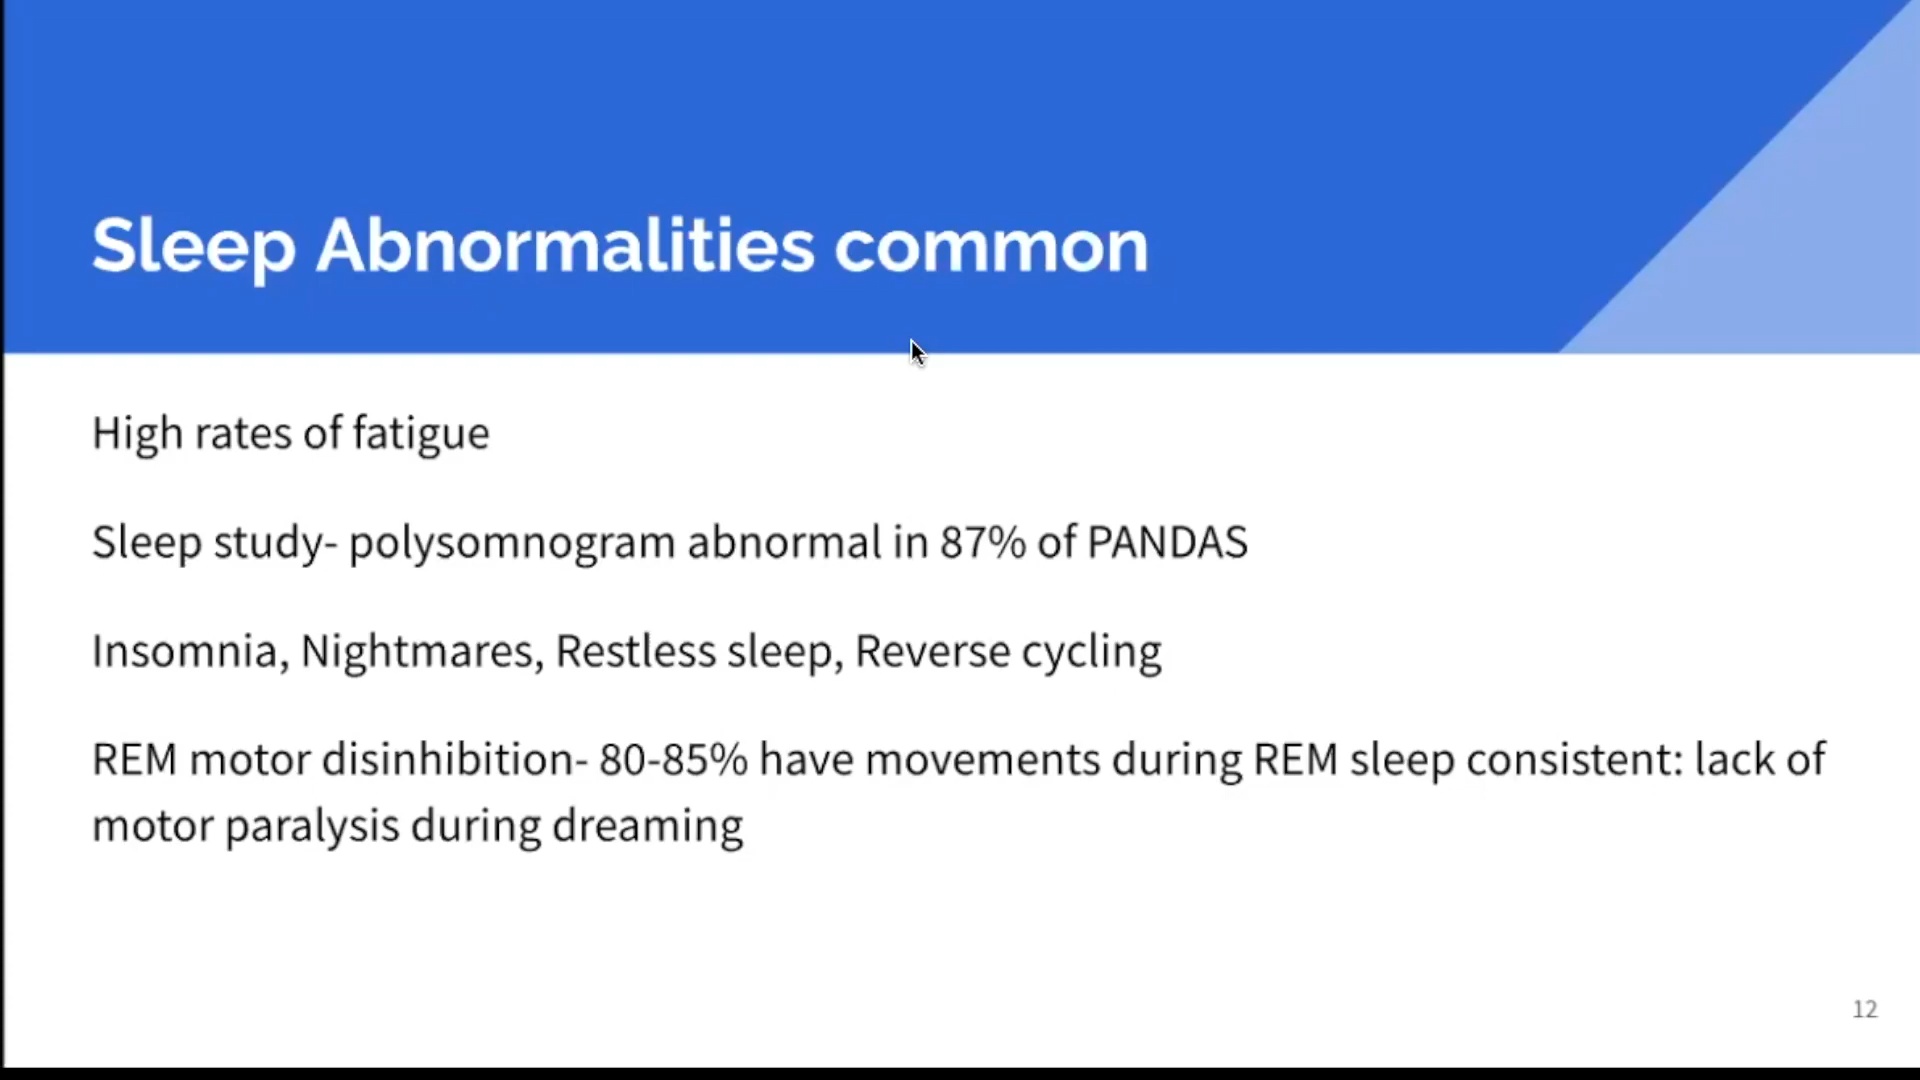 Sleep Abnormalities common
High rates of fatigue
Sleep study- polysomnogram abnormal in 87% of PANDAS
Insomnia, Nightmares, Restless sleep, Reverse cycling
REM motor disinhibition- 80-85% have movements during REM sleep consistent: lack of
motor paralysis during dreaming
12